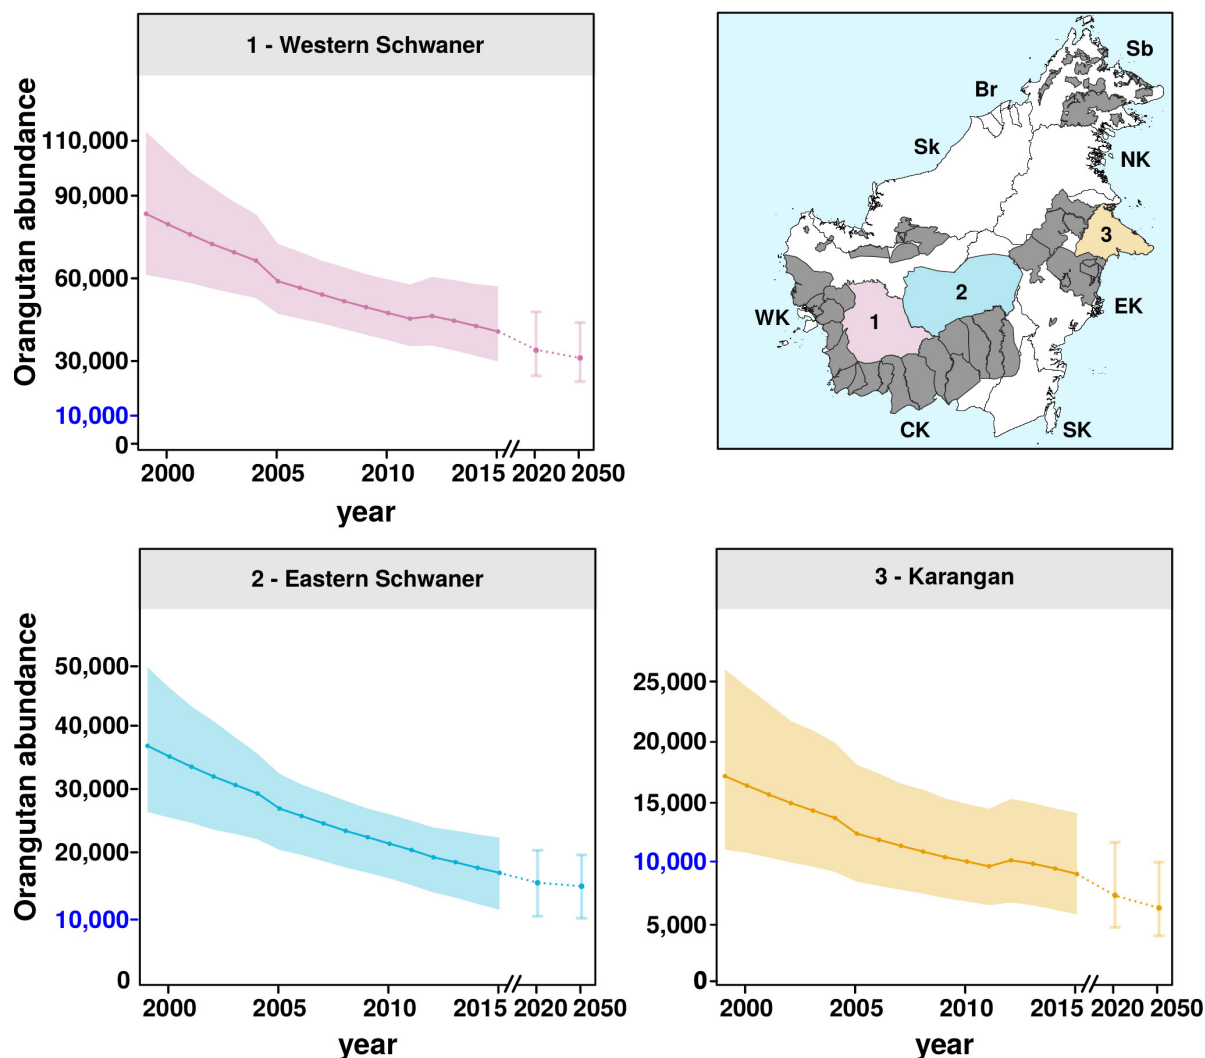 1 - Western Schwaner
Orangutan abundance
110,000
90,000
60,000
30,000
10,000
0
2000 2005 2010 2015 2020 2050
year
Sb
Br
Sk
NK
3
2
1
WK
EK
CK
SK
2 - Eastern Schwaner
Orangutan abundance
50,000
40,000
30,000
20,000
10,000
0
2000 2005 2010 2015 2020 2050
year
3 - Karangan
25,000
20,000
15,000
10,000
5,000
0
2000 2005 2010 2015 2020 2050
year